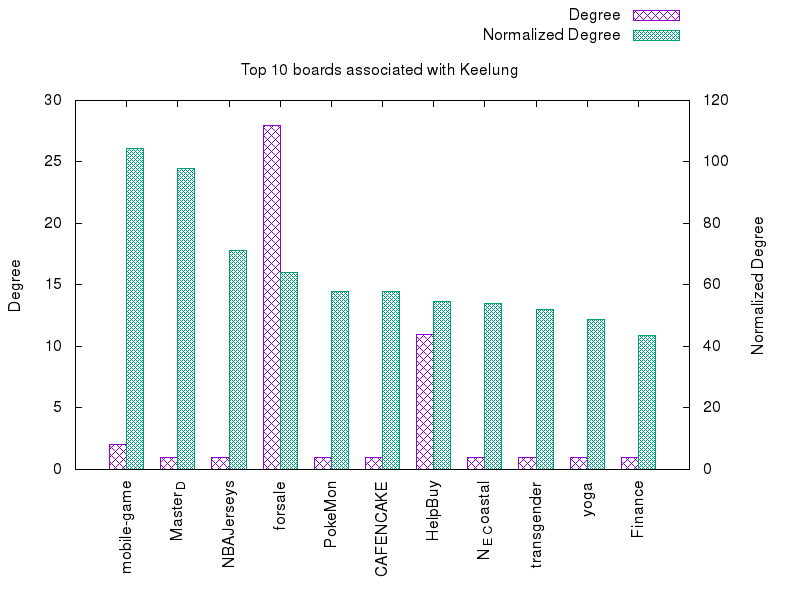 Degree
Normalized Degree
Top 10 boards associated with Keelung
30
25
20
15
10
5
0
120
100
80
60
40
20
0
Degree
Normalized Degree
mobile-game
MasterD
NBAJerseys
forsale
PokeMon
CAFENCAKE
HelpBuy
NECoastal
transgender
yoga
Finance